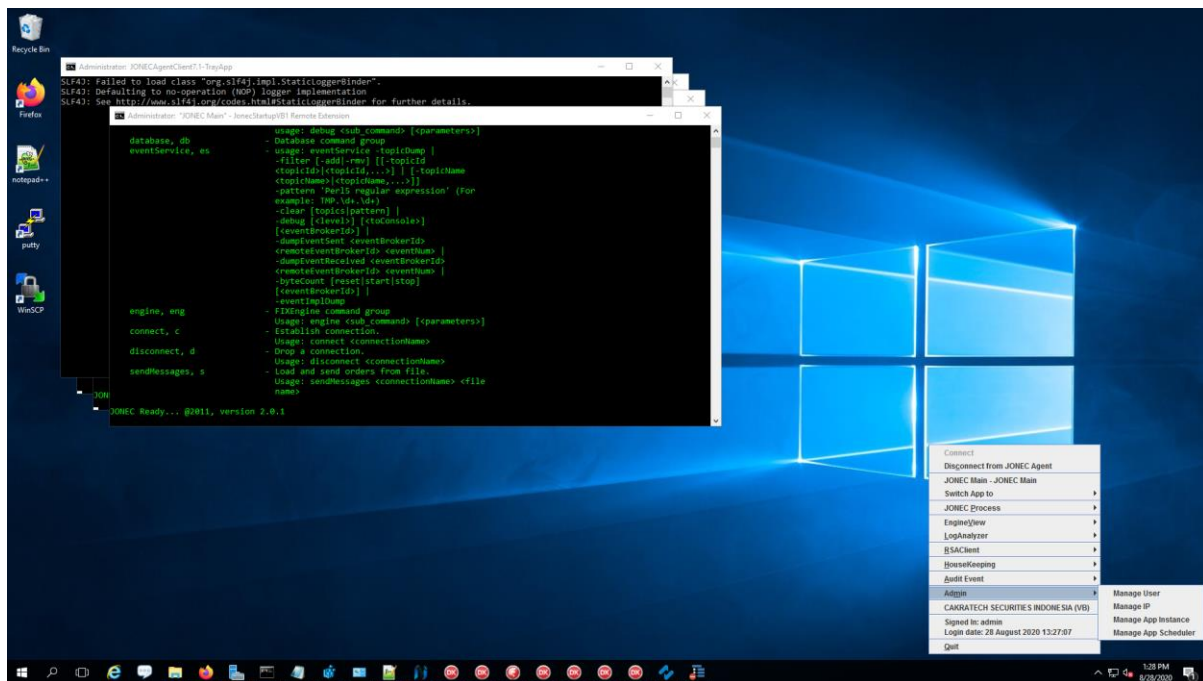 Recycle Bin
Firefox
notepad++
putty
WinSCP
Administrator: JONECAgentClient7.1-TrayApp
SLF4J: Failed to load class "org.slf4j.impl.StaticLoggerBinder".
SLF4J: Defaulting to no-operation (NOP) logger implementation
SLF4J: See http://www.slf4j.org/codes.html#StaticLoggerBinder for further details.
JON
Administrator: "JONEC Main" - JonecStartupVB1 Remote Extension
usage: debug <sub_command> [<parameters>]
database, db - Database command group
eventService, es - usage: eventService -topicDump |
-filter [-add|-rmv] [[-topicId
<topicId>|<topicId,...>] | [-topicName
<topicName>|<topicName,...>]]
-pattern 'Perl5 regular expression' (For
example: TMP.\d+.\d+)
-clear [topics|pattern] |
-debug [<level>] [<toConsole>]
[<eventBrokerId>] |
-dumpEventSent <eventBrokerId>
<remoteEventBrokerId> <eventNum> |
-dumpEventReceived <eventBrokerId>
<remoteEventBrokerId> <eventNum> |
-byteCount [reset|start|stop]
[<eventBrokerId>] |
-eventImplDump
engine, eng - FIXEngine command group
Usage: engine <sub_command> [<parameters>]
connect, c - Establish connection.
Usage: connect <connectionName>
disconnect, d - Drop a connection.
Usage: disconnect <connectionName>
sendMessages, s - Load and send orders from file.
Usage: sendMessages <connectionName> <file
name>
JONEC Ready... @2011, version 2.0.1
Connect
Disconnect from JONEC Agent
JONEC Main - JONEC Main
Switch App to
JONEC Process
EngineView
LogAnalyzer
RSAClient
HouseKeeping
Audit Event
Admin
CAKRATECH SECURITIES INDONESIA (VB)
Signed In: admin
Login date: 28 August 2020 13:27:07
Quit
Manage User
Manage IP
Manage App Instance
Manage App Scheduler
1:28 PM
8/28/2020